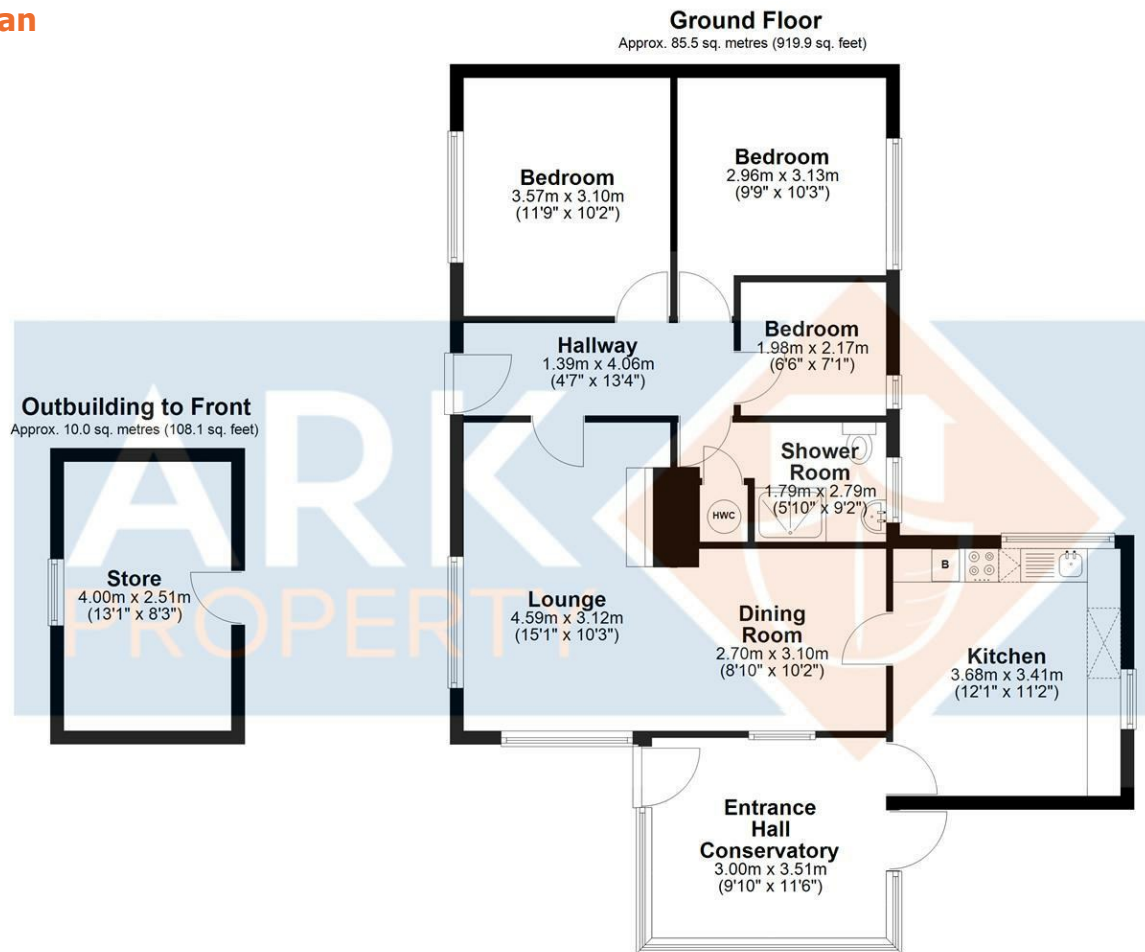 an
Ground Floor
Approx. 85.5 sq. metres (919.9 sq. feet)
Bedroom
3.57m x 3.10m
(11'9" x 10'2")
Bedroom
2.96m x 3.13m
(9'9" x 10'3")
Hallway
1.39m x 4.06m
(4'7" x 13'4")
Bedroom
1.98m x 2.17m
(6'6" x 7'1")
Outbuilding to Front
Approx. 10.0 sq. metres (108.1 sq. feet)
Shower
Room
1.79m x 2.79m
(5'10" x 9'2")
HWC
ARK
PROPERTY
B
Store
4.00m x 2.51m
(13'1" x 8'3")
Lounge
4.59m x 3.12m
(15'1" x 10'3")
Dining
Room
2.70m x 3.10m
(8'10" x 10'2")
Kitchen
3.68m x 3.41m
(12'1" x 11'2")
Entrance
Hall
Conservatory
3.00m x 3.51m
(9'10" x 11'6")